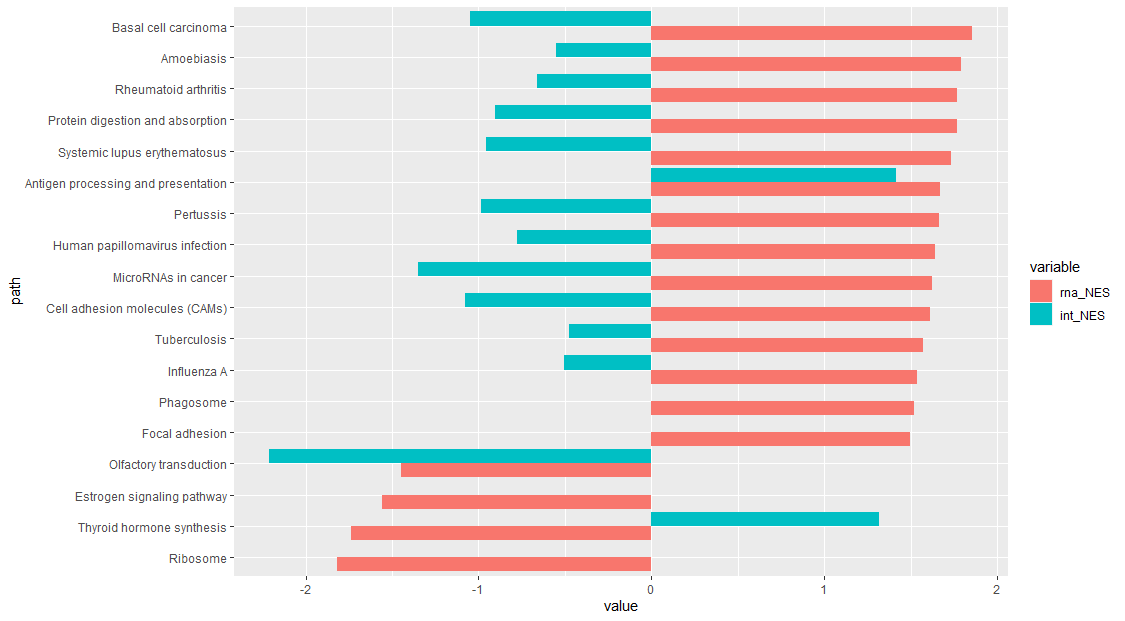 Basal cell carcinoma
Amoebiasis
Rheumatoid arthritis
Protein digestion and absorption
Systemic lupus erythematosus
Antigen processing and presentation
Pertussis
Human papillomavirus infection
MicroRNAs in cancer
Cell adhesion molecules (CAMs)
Tuberculosis
Influenza A
Phagosome
Focal adhesion
Olfactory transduction
Estrogen signaling pathway
Thyroid hormone synthesis
Ribosome
path
-2 -1 0 1 2
value
variable
rna_NES
int_NES